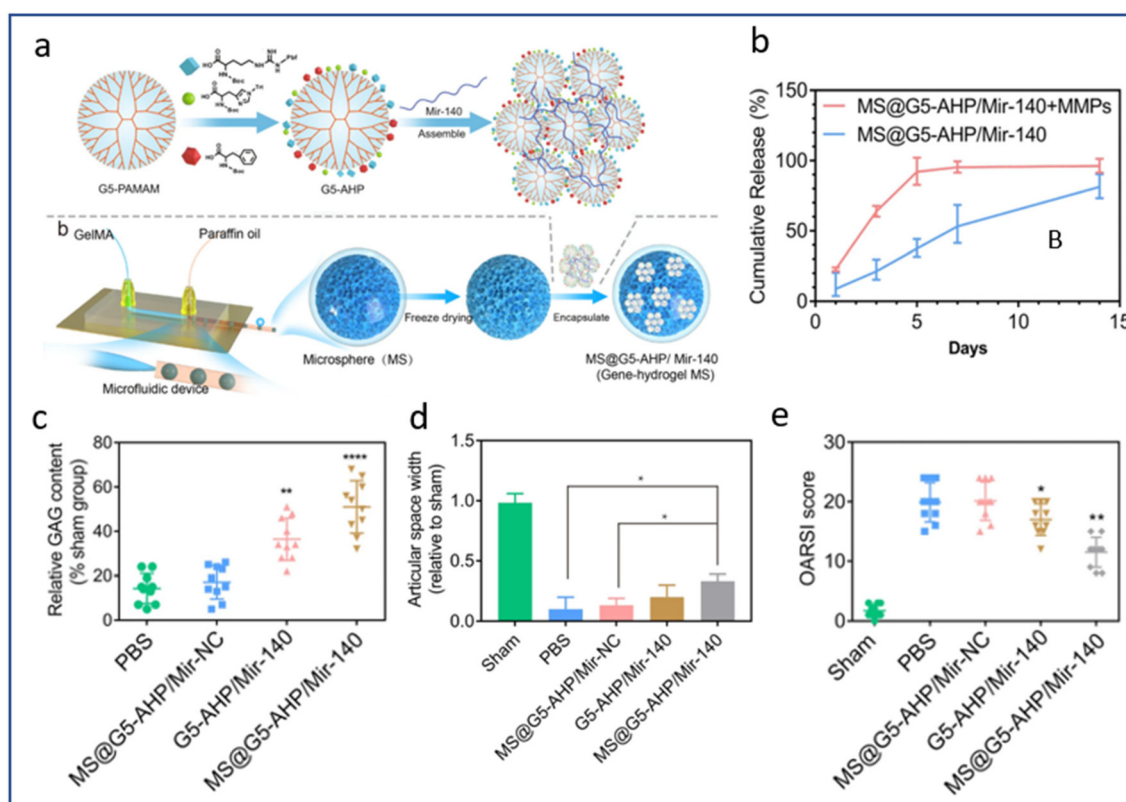 a
G5-PAMAM
G5-AHP
Mir-140
Assemble
b
GelMA
Paraffin oil
Microfluidic device
Microsphere (MS)
Freeze drying
Encapsulate
MS@G5-AHP/ Mir-140
(Gene-hydrogel MS)
b
Cumulative Release (%)
150
100
50
0
MS@G5-AHP/Mir-140+MMPs
MS@G5-AHP/Mir-140
B
0
5
10
15
Days
c
Relative GAG content
(% sham group)
80
60
40
20
0
**
****
PBS
MS@G5-AHP/Mir-NC
G5-AHP/Mir-140
MS@G5-AHP/Mir-140
d
Articular space width
(relative to sham)
1.5
1.0
0.5
0.0
*
*
Sham
PBS
MS@G5-AHP/Mir-NC
G5-AHP/Mir-140
MS@G5-AHP/Mir-140
e
OARSI score
30
20
10
0
*
**
Sham
PBS
MS@G5-AHP/Mir-NC
G5-AHP/Mir-140
MS@G5-AHP/Mir-140